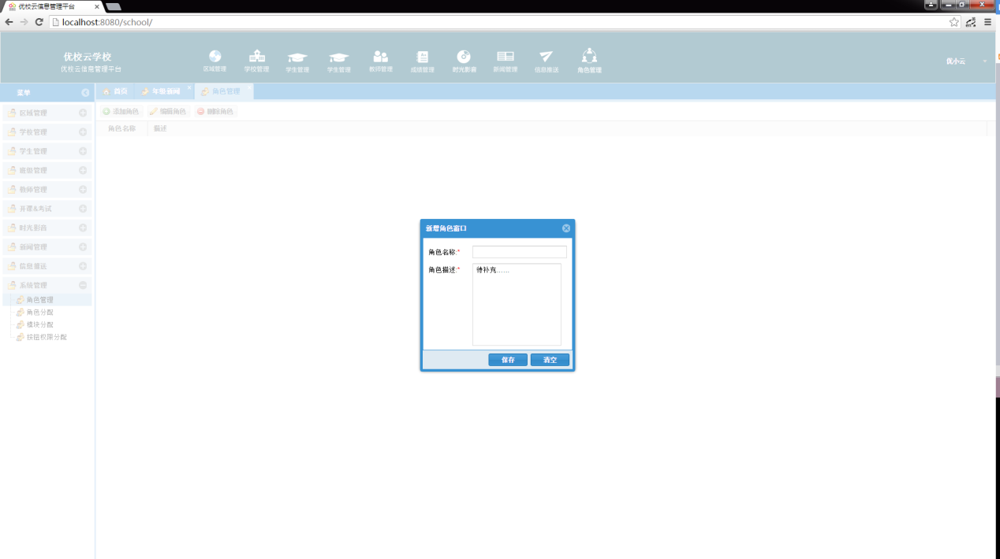 优校云信息管理平台
localhost:8080/school/
优校云学校
优校云信息管理平台
区域管理 学校管理 学生管理 学生管理 教师管理 成绩管理 时光影音 新闻管理 信息推送 角色管理
优小云
菜单
首页 年级新闻 角色管理
区域管理
学校管理
学生管理
班级管理
教师管理
开课&考试
时光影音
新闻管理
信息推送
系统管理
角色管理
角色分配
模块分配
按钮权限分配
添加角色 编辑角色 删除角色
角色名称 描述
新增角色窗口
角色名称:*
角色描述:* 待补充……
保存 清空